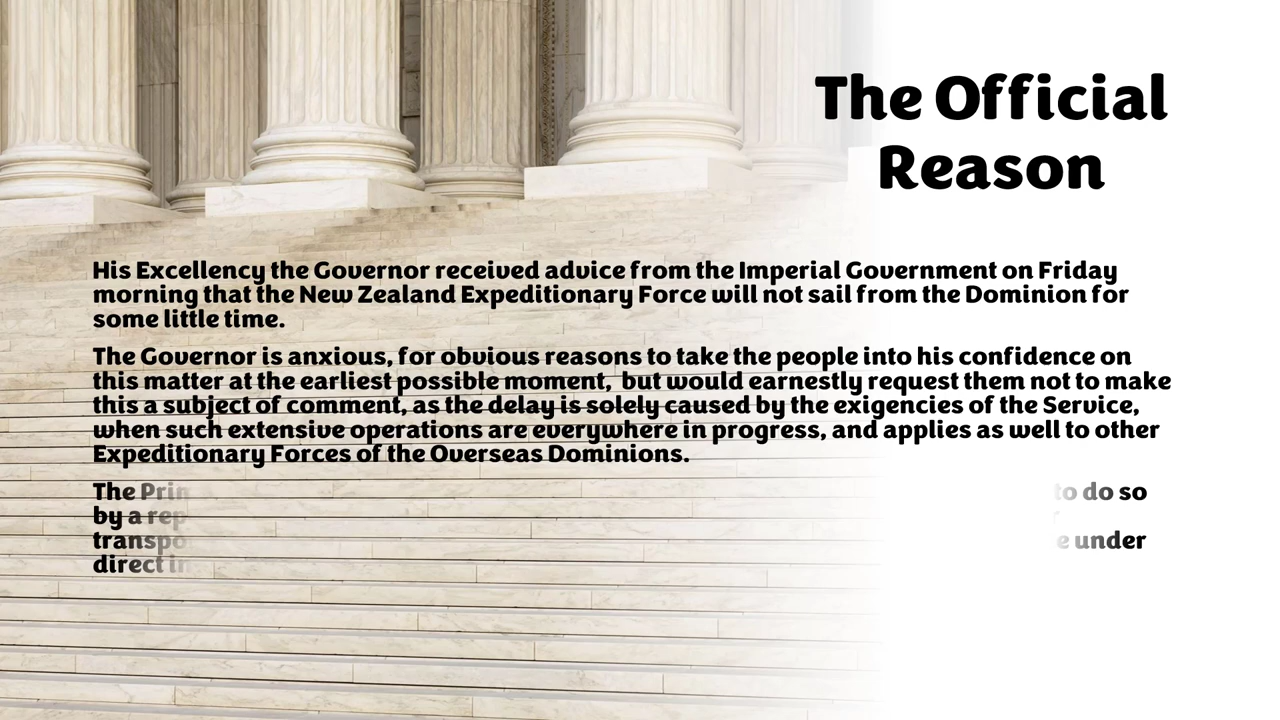 The Official
Reason
His Excellency the Governor received advice from the Imperial Government on Friday
morning that the New Zealand Expeditionary Force will not sail from the Dominion for
some little time.
The Governor is anxious, for obvious reasons to take the people into his confidence on
this matter at the earliest possible moment,  but would earnestly request them not to make
this a subject of comment, as the delay is solely caused by the exigencies of the Service,
when such extensive operations are everywhere in progress, and applies as well to other
Expeditionary Forces of the Overseas Dominions.
The to do so
by a
under
direct